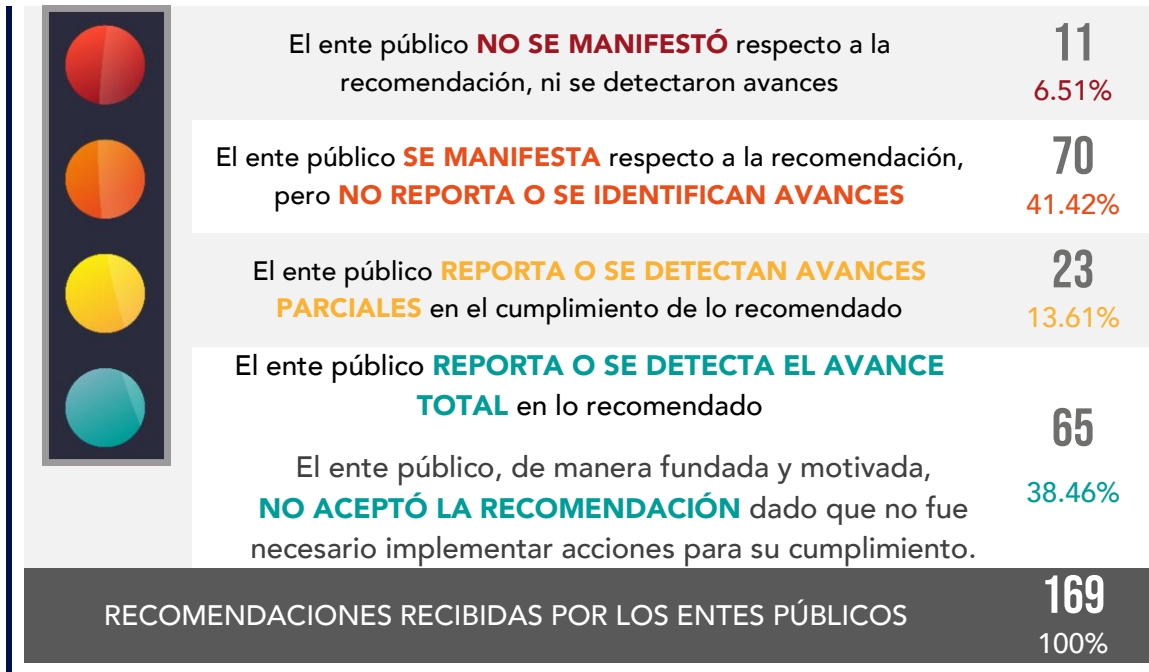 El ente público NO SE MANIFESTÓ respecto a la
recomendación, ni se detectaron avances
11
6.51%
El ente público SE MANIFESTA respecto a la recomendación,
pero NO REPORTA O SE IDENTIFICAN AVANCES
70
41.42%
El ente público REPORTA O SE DETECTAN AVANCES
PARCIALES en el cumplimiento de lo recomendado
23
13.61%
El ente público REPORTA O SE DETECTA EL AVANCE
TOTAL en lo recomendado
El ente público, de manera fundada y motivada,
NO ACEPTÓ LA RECOMENDACIÓN dado que no fue
necesario implementar acciones para su cumplimiento.
65
38.46%
RECOMENDACIONES RECIBIDAS POR LOS ENTES PÚBLICOS
169
100%